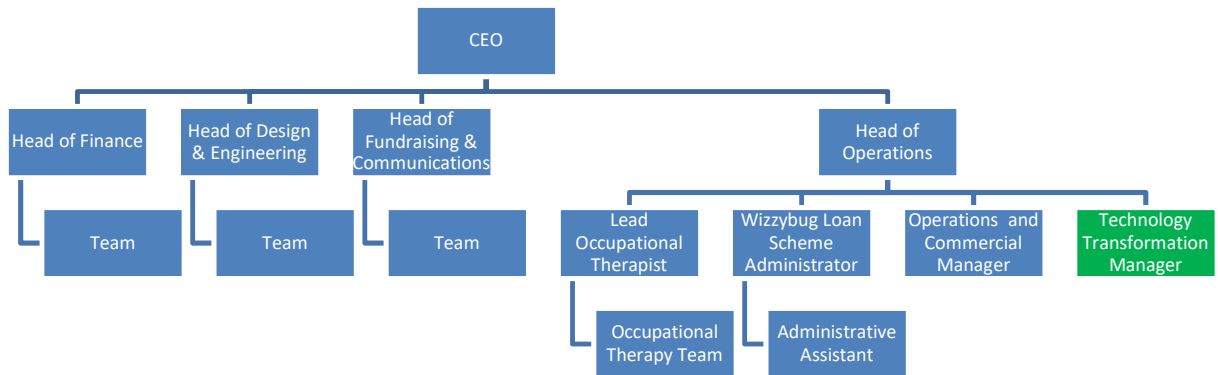 CEO
Head of Finance
Head of Design
& Engineering
Head of
Fundraising &
Communications
Head of
Operations
Team
Team
Team
Lead
Occupational
Therapist
Wizzybug Loan
Scheme
Administrator
Operations and
Commercial
Manager
Technology
Transformation
Manager
Occupational
Therapy Team
Administrative
Assistant